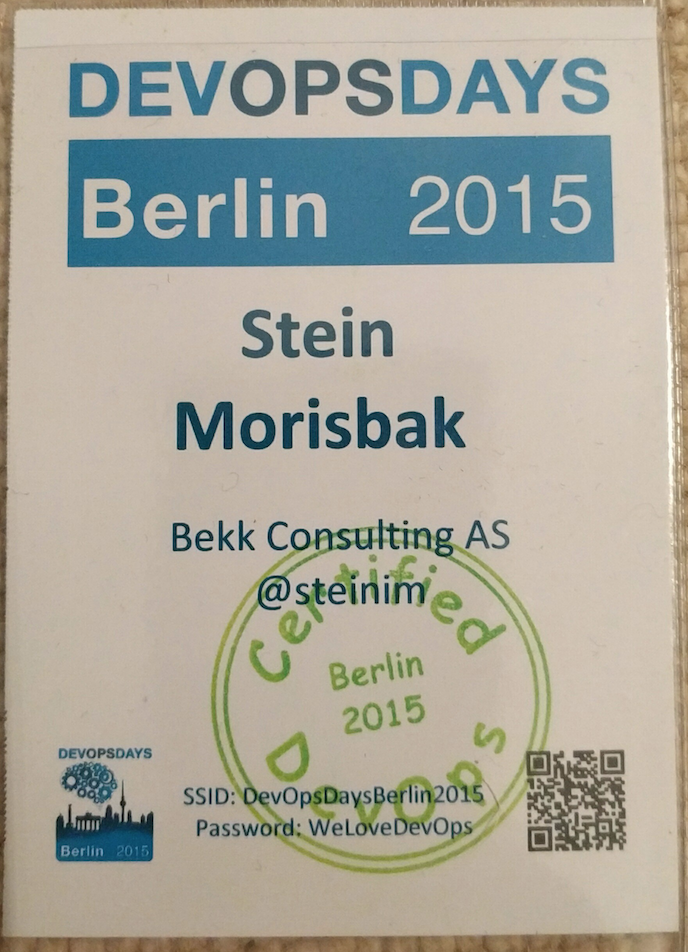 DEVOPSDAYS
Berlin 2015
Stein
Morisbak
Bekk Consulting AS
@steinim
Certified
Berlin
2015
DevOps
DEVOPSDAYS
Berlin 2015
SSID: DevOpsDaysBerlin2015
Password: WeLoveDevOps